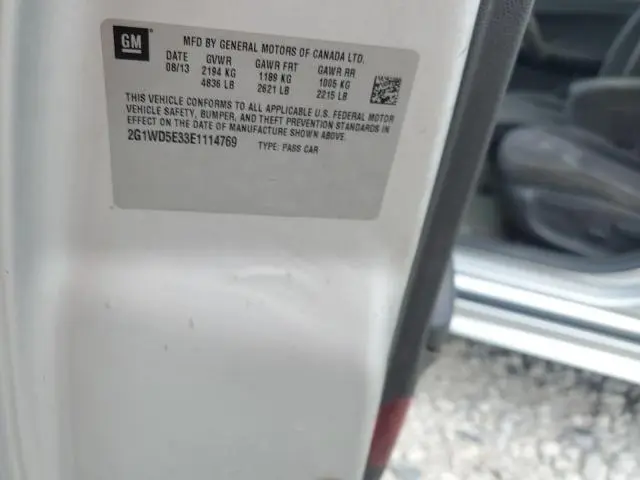 GM
MFD BY GENERAL MOTORS OF CANADA LTD.
DATE GVWR GAWR FRT GAWR RR
08/13 2194 KG 1189 KG 1005 KG
4836 LB 2621 LB 2215 LB
THIS VEHICLE CONFORMS TO ALL APPLICABLE U.S. FEDERAL MOTOR
VEHICLE SAFETY, BUMPER, AND THEFT PREVENTION STANDARDS IN
EFFECT ON THE DATE OF MANUFACTURE SHOWN ABOVE.
2G1WD5E33E1114769 TYPE: PASS CAR